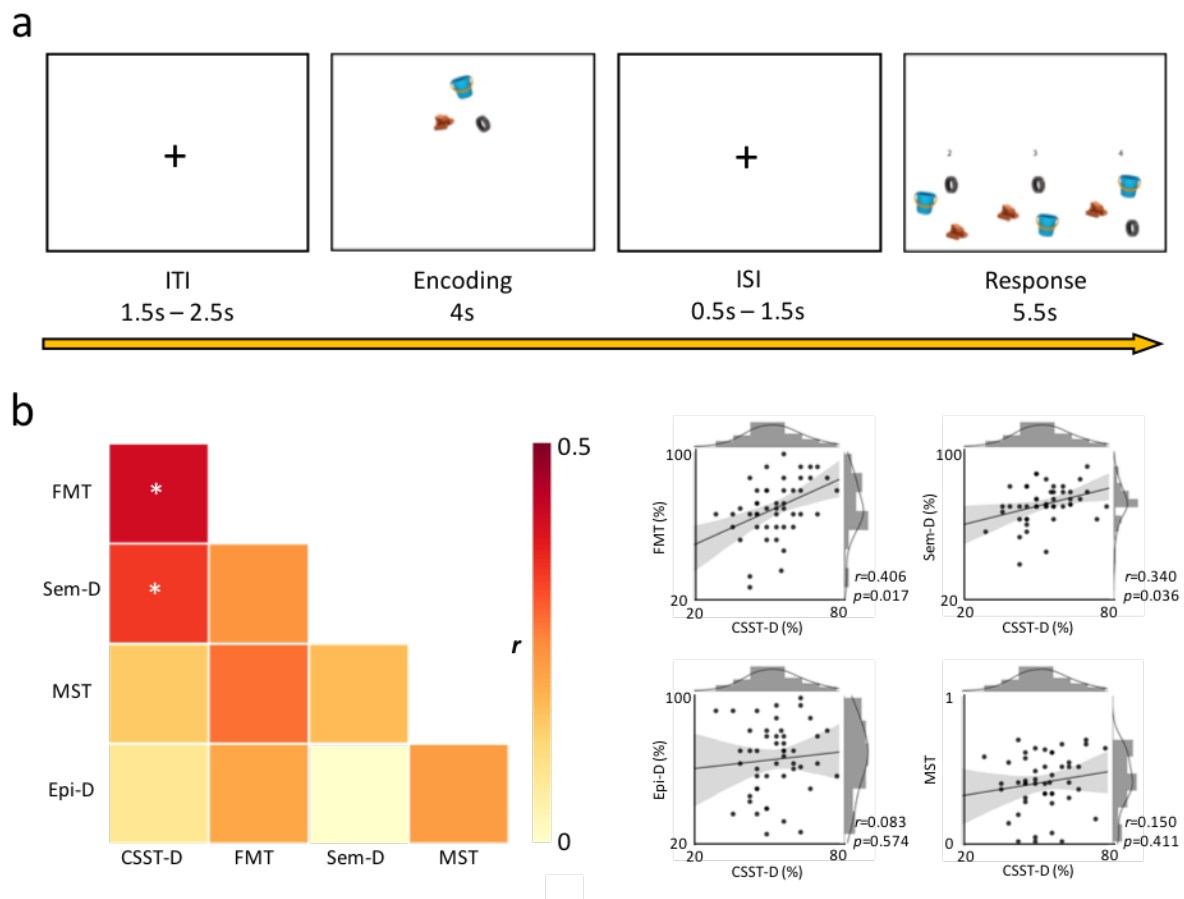 a
+
+
2 3 4
ITI
Encoding
ISI
Response
1.5s – 2.5s
4s
0.5s – 1.5s
5.5s
b
FMT
Sem-D
MST
Epi-D
CSST-D
FMT
Sem-D
MST
0.5
r
0
100
FMT (%)
20
20
80
CSST-D (%)
r=0.406
p=0.017
100
Sem-D (%)
20
20
80
CSST-D (%)
r=0.340
p=0.036
100
Epi-D (%)
20
20
80
CSST-D (%)
r=0.083
p=0.574
1
MST
0
20
80
CSST-D (%)
r=0.150
p=0.411